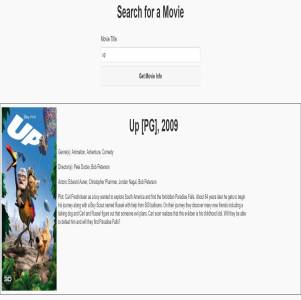 Search for a Movie
Movie Title
up
Get Movie Info
UP
Up [PG], 2009
Genre(s): Animation, Adventure, Comedy
Director(s): Pete Docter, Bob Peterson
Actors: Edward Asner, Christopher Plummer, Jordan Nagai, Bob Peterson
Plot: Carl Fredricksen as a boy wanted to explore South America and find the forbidden Paradise Falls. About 64 years later he gets to begin
his journey along with a Boy Scout named Russell with help from 500 balloons. On their journey they discover many new friends including a
talking dog and Carl and Russell figure out that someone evil plans. Carl soon realizes that this evildoer is his childhood idol. Will they be able
to defeat him and will they find Paradise Falls?
3D